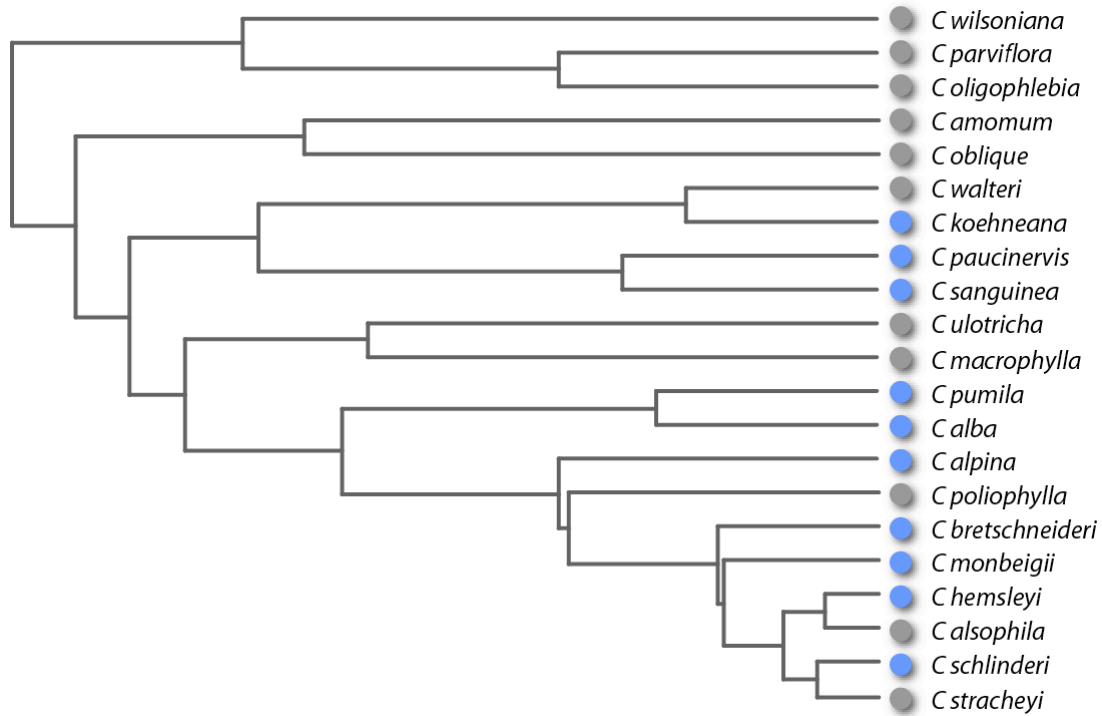 C wilsoniana
C parviflora
C oligophlebia
C amomum
C oblique
C walteri
C koehneana
C paucinervis
C sanguinea
C ulotricha
C macrophylla
C pumila
C alba
C alpina
C poliophylla
C bretschneideri
C monbeigii
C hemsleyi
C alsophila
C schlinderi
C stracheyi